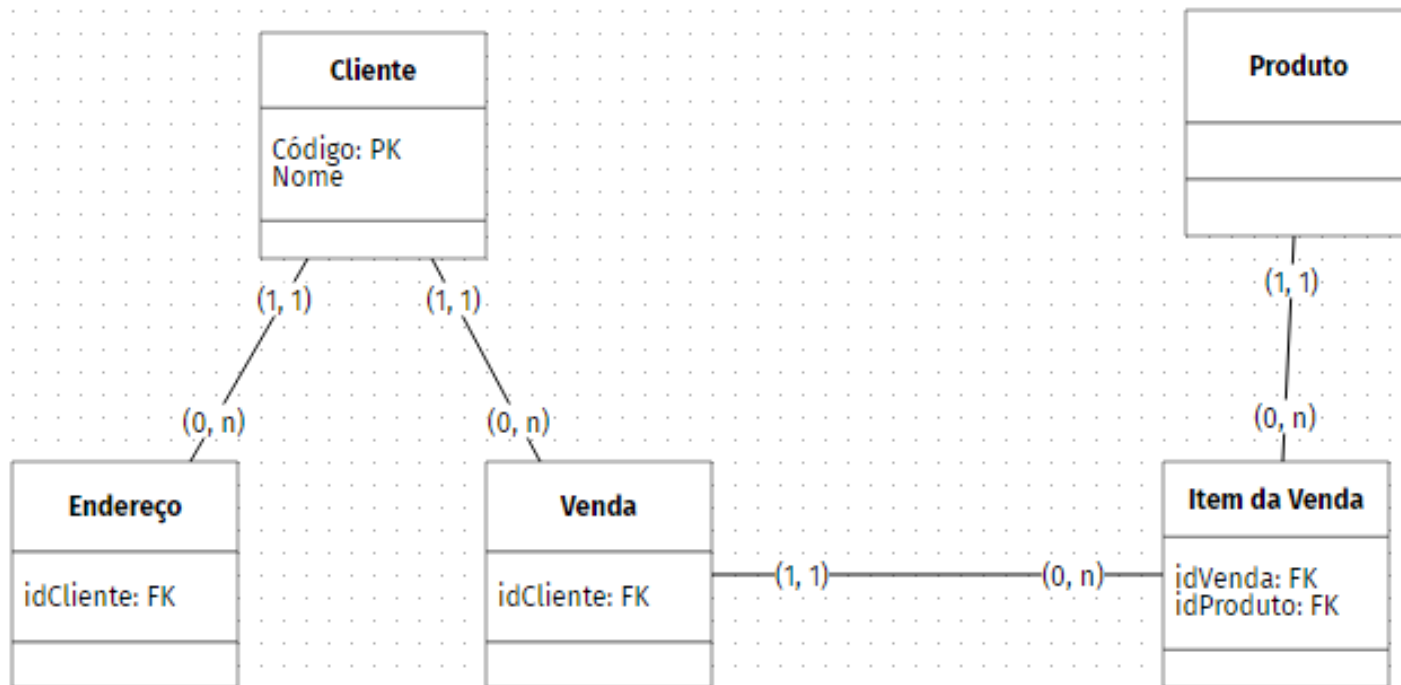 Cliente
Código: PK
Nome
Produto
(1, 1)
(1, 1)
(1, 1)
(0, n)
(0, n)
(0, n)
Endereço
idCliente: FK
Venda
idCliente: FK
(1, 1)
(0, n)
Item da Venda
idVenda: FK
idProduto: FK